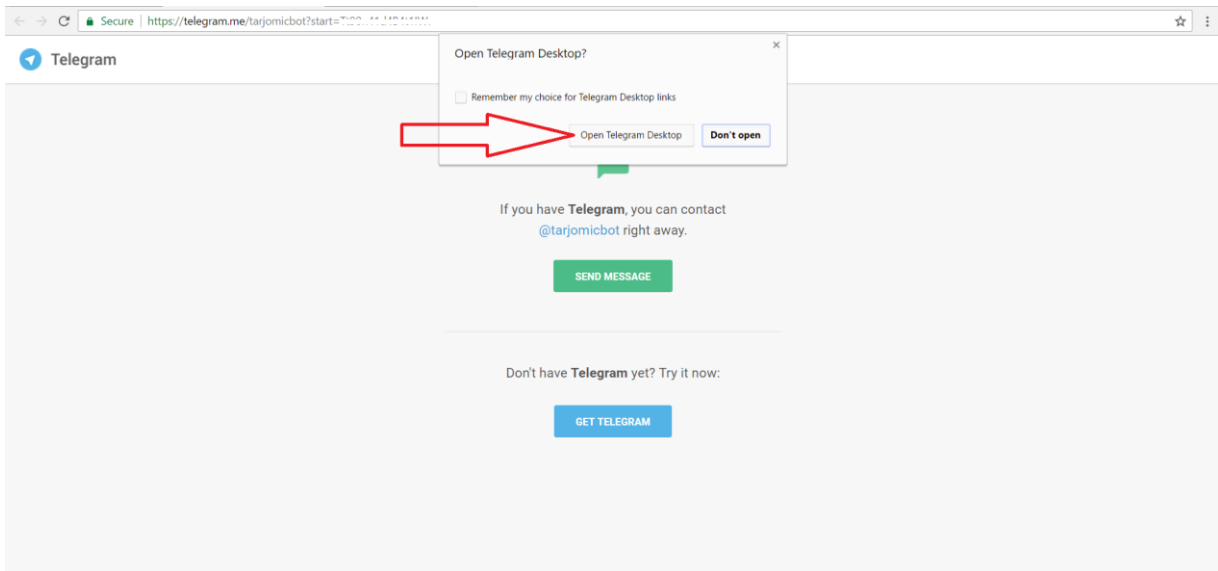 Secure | https://telegram.me/tarjomicbot?start=
Telegram
Open Telegram Desktop?
Remember my choice for Telegram Desktop links
Open Telegram Desktop
Don't open
If you have Telegram, you can contact
@tarjomicbot right away.
SEND MESSAGE
Don't have Telegram yet? Try it now:
GET TELEGRAM